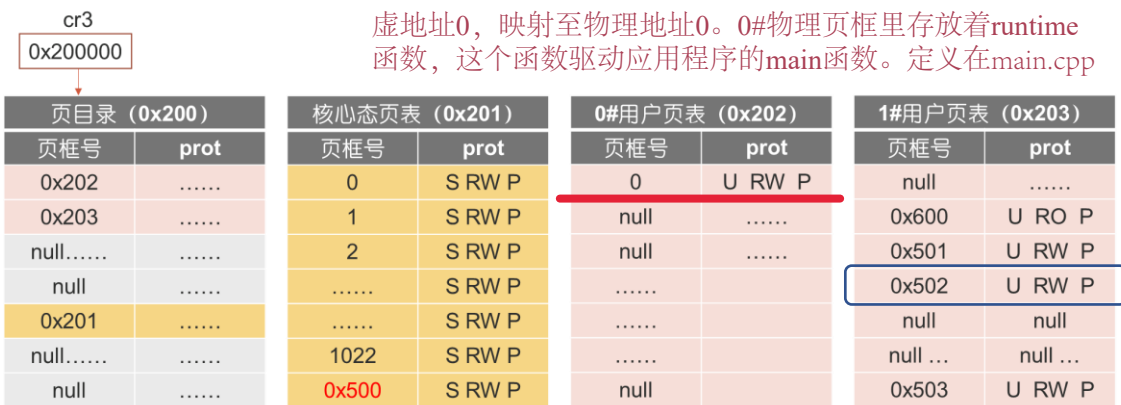 cr3
0x200000
虚地址0，映射至物理地址0。0#物理页框里存放着runtime
函数，这个函数驱动应用程序的main函数。定义在main.cpp
页目录（0x200）
页框号 prot
0x202 ……
0x203 ……
null…… ……
null ……
0x201 ……
null…… ……
null ……
核心态页表（0x201）
页框号 prot
0 S RW P
1 S RW P
2 S RW P
…… S RW P
…… S RW P
1022 S RW P
0x500 S RW P
0#用户页表（0x202）
页框号 prot
0 U RW P
null ……
null ……
……
……
……
null
1#用户页表（0x203）
页框号 prot
null ……
0x600 U RO P
0x501 U RW P
0x502 U RW P
null null
null … null …
0x503 U RW P